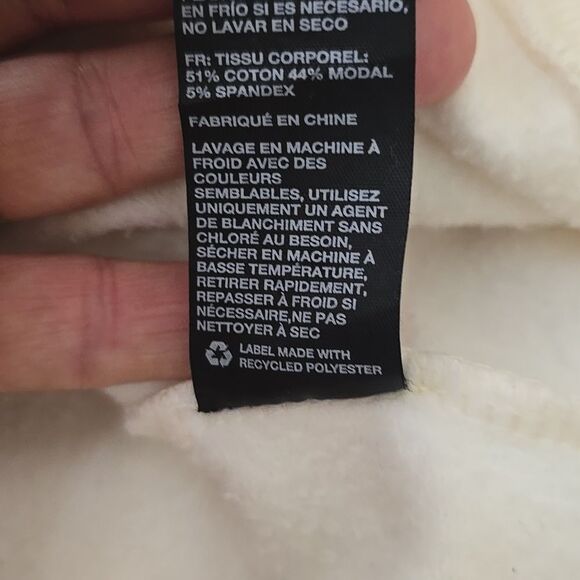 EN FRÍO SI ES NECESARIO,
NO LAVAR EN SECO
FR: TISSU CORPOREL:
51% COTON 44% MODAL
5% SPANDEX
FABRIQUÉ EN CHINE
LAVAGE EN MACHINE À
FROID AVEC DES
COULEURS
SEMBLABLES, UTILISEZ
UNIQUEMENT UN AGENT
DE BLANCHIMENT SANS
CHLORÉ AU BESOIN,
SÉCHER EN MACHINE À
BASSE TEMPÉRATURE,
RETIRER RAPIDEMENT,
REPASSER À FROID SI
NÉCESSAIRE,NE PAS
NETTOYER À SEC
LABEL MADE WITH
RECYCLED POLYESTER